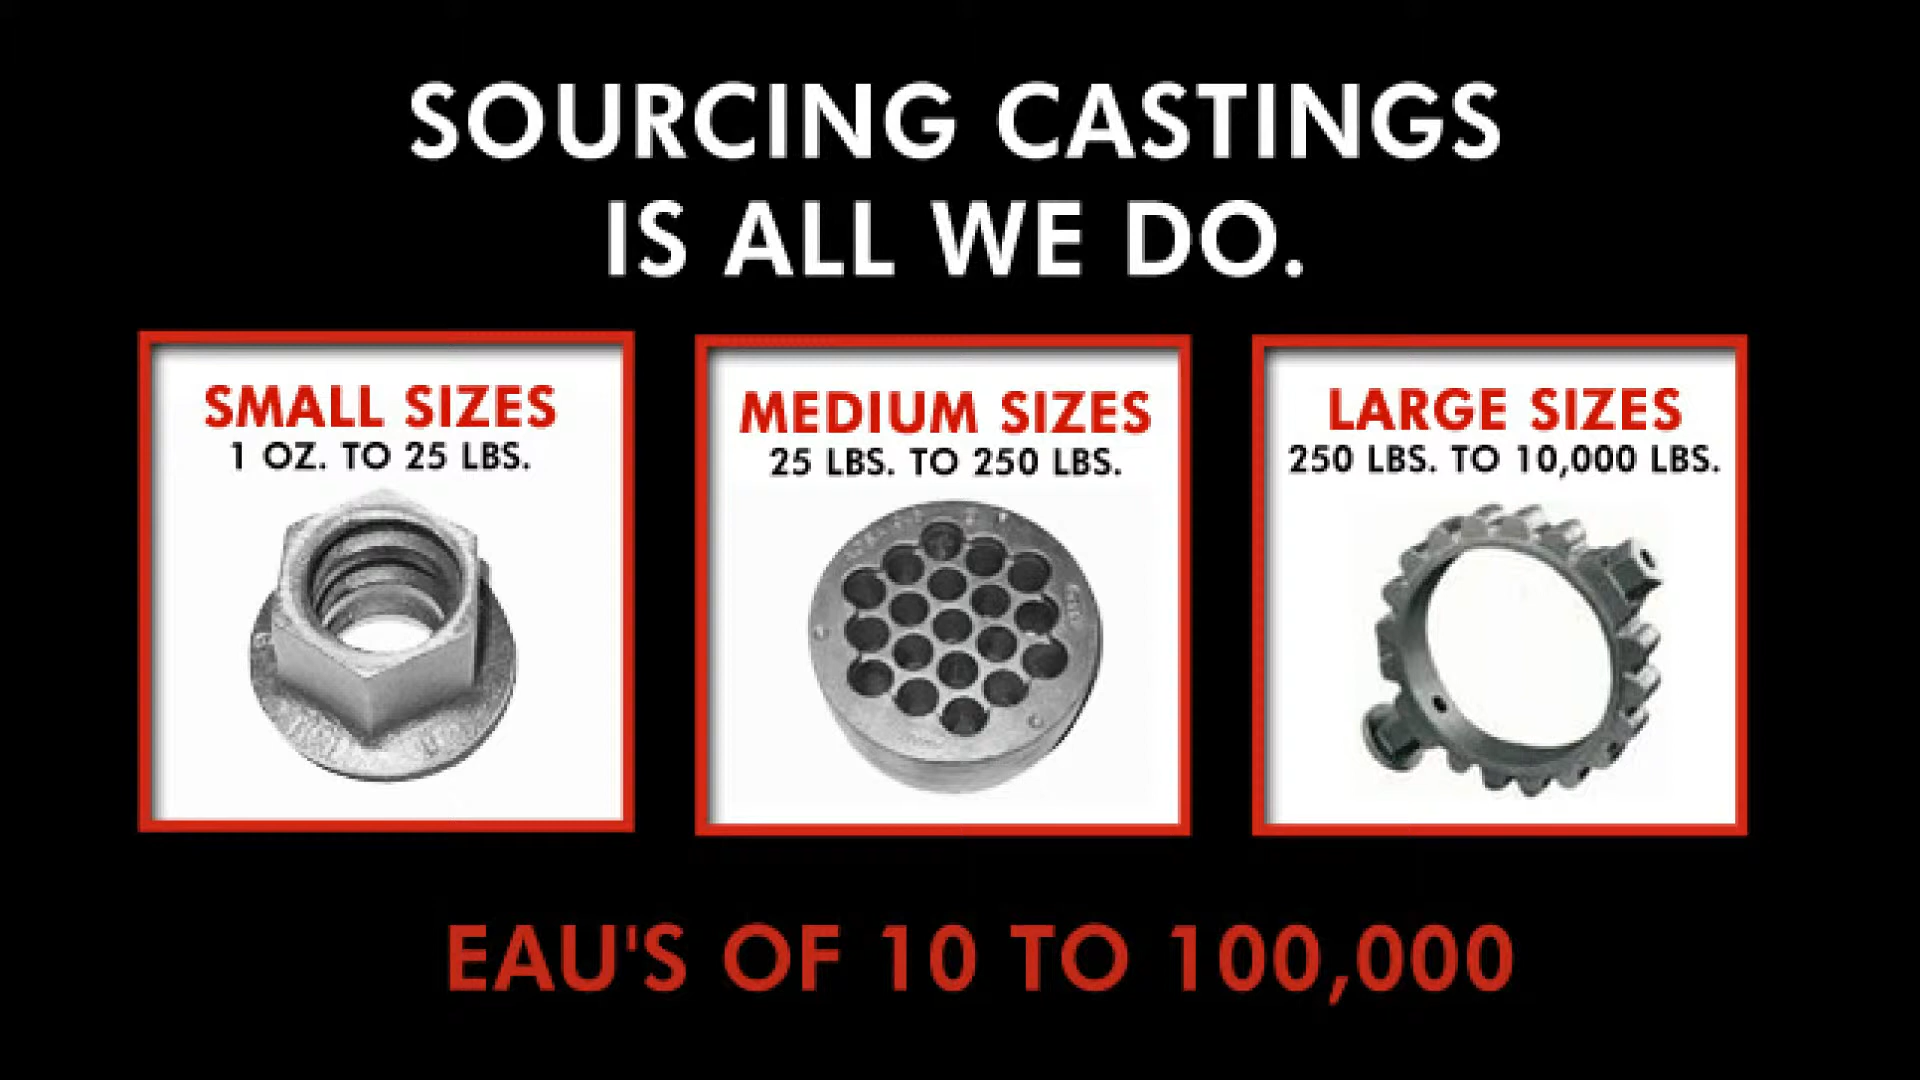 SOURCING CASTINGS
IS ALL WE DO.
SMALL SIZES
1 OZ. TO 25 LBS.
MEDIUM SIZES
25 LBS. TO 250 LBS.
LARGE SIZES
250 LBS. TO 10,000 LBS.
EAU'S OF 10 TO 100,000